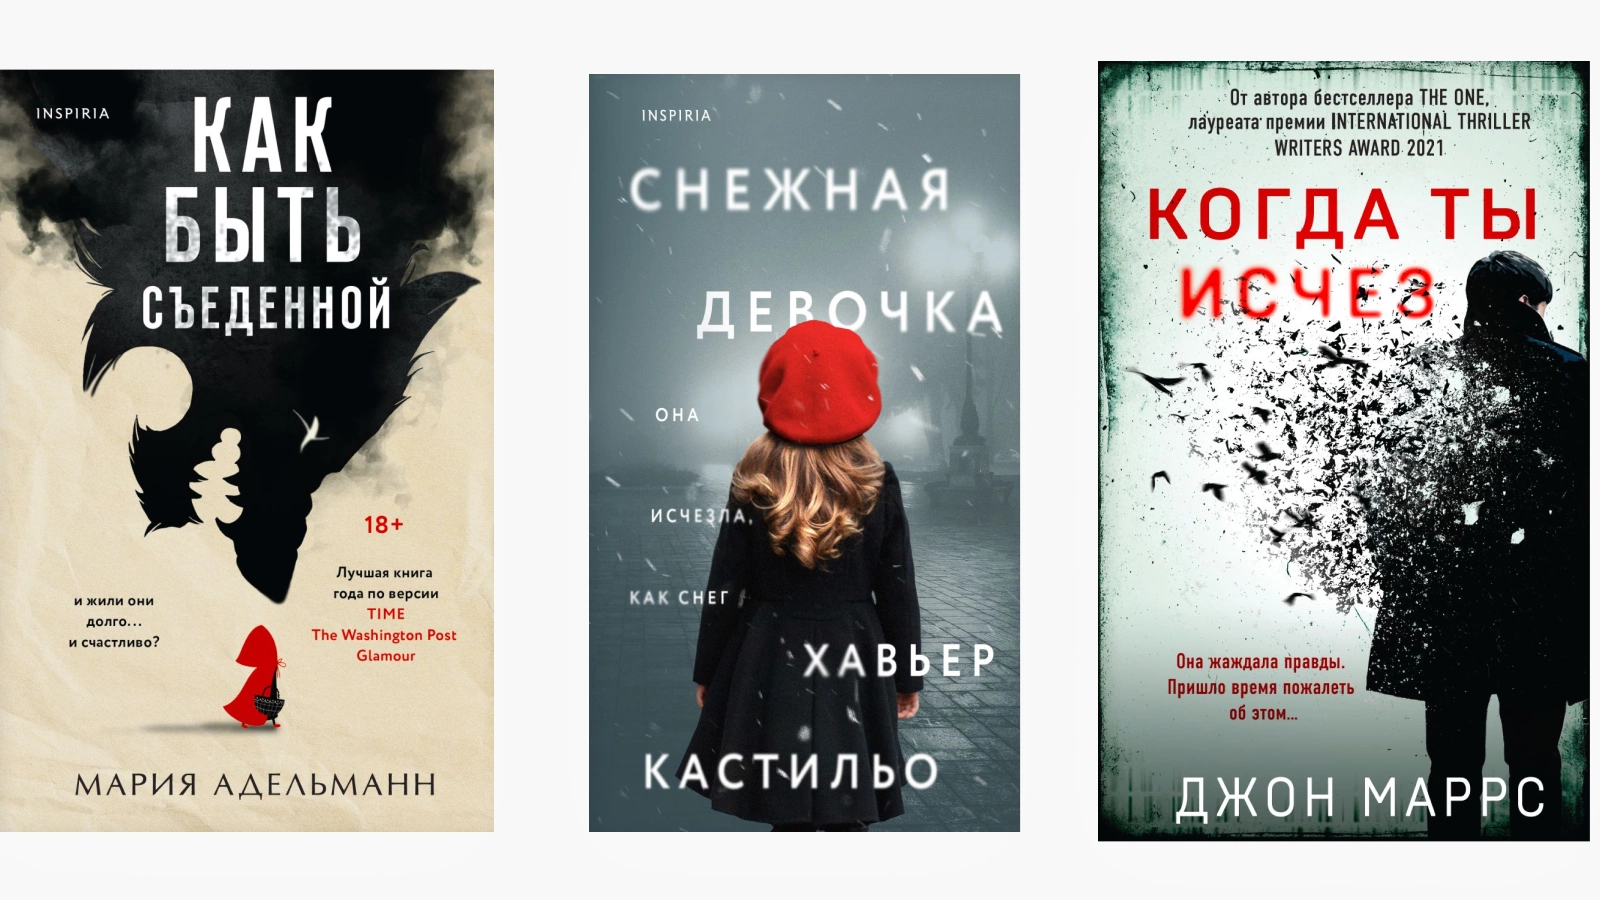 INSPIRIA
КАК
БЫТЬ
СЪЕДЕННОЙ
18+
Лучшая книга
года по версии
TIME
The Washington Post
Glamour
и жили они
долго...
и счастливо?
МАРИЯ АДЕЛЬМАНН
INSPIRIA
СНЕЖНАЯ
ДЕВОЧКА
ОНА
ИСЧЕЗЛА,
КАК СНЕГ
ХАВЬЕР
КАСТИЛЬО
От автора бестселлера THE ONE,
лауреата премии INTERNATIONAL THRILLER
WRITERS AWARD 2021
КОГДА ТЫ
ИСЧЕЗ
Она жаждала правды.
Пришло время пожалеть
об этом...
ДЖОН МАРРС